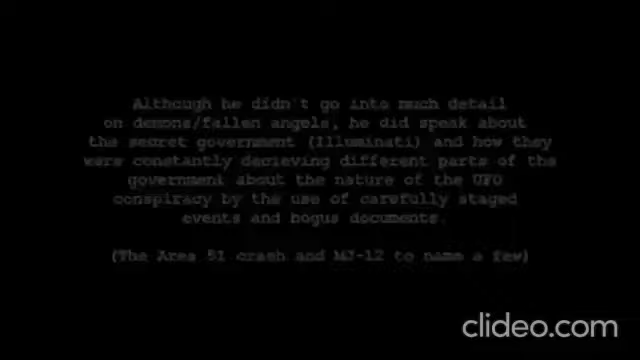 Although he didn't go into much detail
on demons/fallen angels, he did speak about
the secret government (Illuminati) and how they
were constantly decieving different parts of the
government about the nature of the UFO
conspiracy by the use of carefully staged
events and bogus documents.
(The Area 51 crash and MJ-12 to name a few)
clideo.com